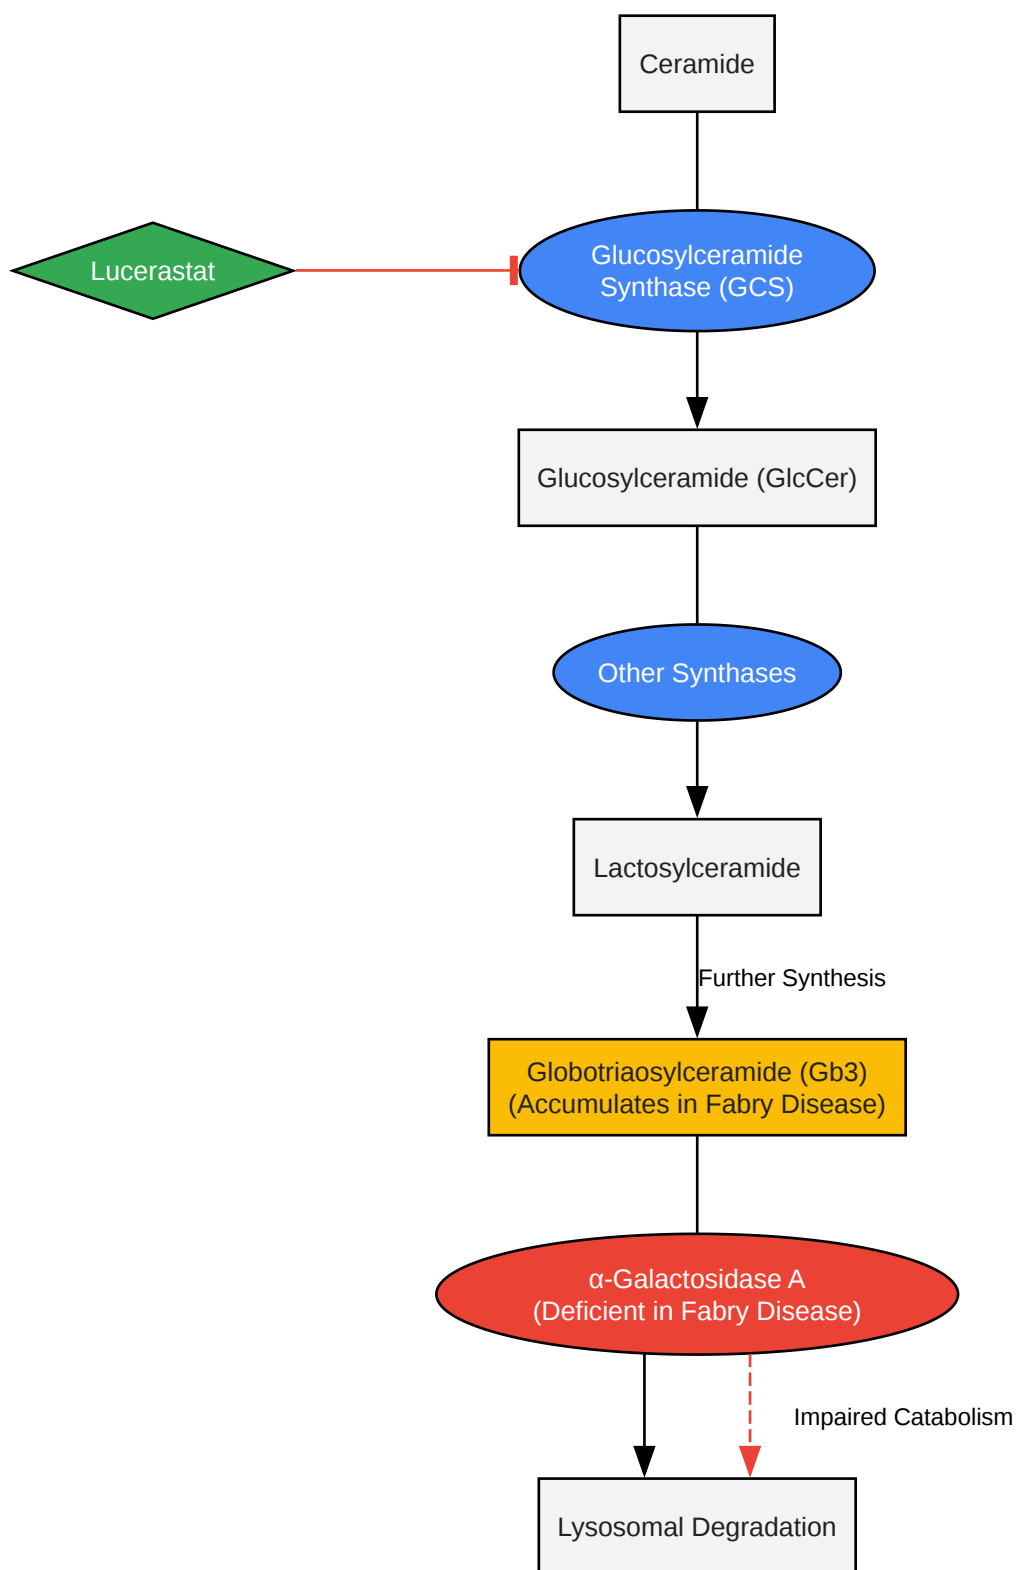 Ceramide
Lucerastat
Glucosylceramide
Synthase (GCS)
Glucosylceramide (GlcCer)
Other Synthases
Lactosylceramide
Further Synthesis
Globotriaosylceramide (Gb3)
(Accumulates in Fabry Disease)
α-Galactosidase A
(Deficient in Fabry Disease)
Impaired Catabolism
Lysosomal Degradation